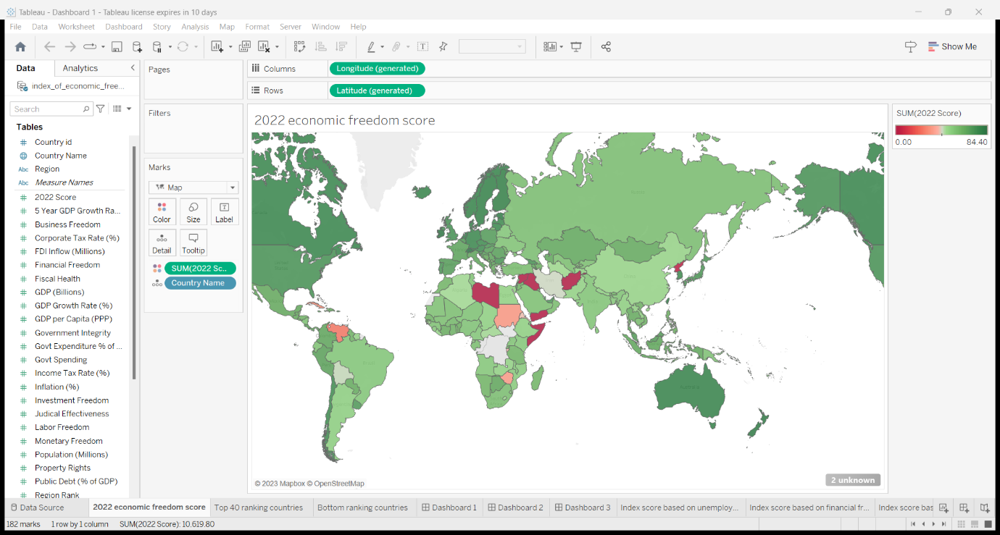 Tableau - Dashboard 1 - Tableau license expires in 10 days
File Data Worksheet Dashboard Story Analysis Map Format Server Window Help
Show Me
Data Analytics
index_of_economic_free...
Search
Tables
Country id
Country Name
Region
Measure Names
2022 Score
5 Year GDP Growth Ra...
Business Freedom
Corporate Tax Rate (%)
FDI Inflow (Millions)
Financial Freedom
Fiscal Health
GDP (Billions)
GDP Growth Rate (%)
GDP per Capita (PPP)
Government Integrity
Govt Expenditure % of ...
Govt Spending
Income Tax Rate (%)
Inflation (%)
Investment Freedom
Judical Effectiveness
Labor Freedom
Monetary Freedom
Population (Millions)
Property Rights
Public Debt (% of GDP)
Region Rank
Pages
Filters
Marks
Map
Color Size Label
Detail Tooltip
SUM(2022 Sc..
Country Name
Columns Longitude (generated)
Rows Latitude (generated)
2022 economic freedom score
© 2023 Mapbox © OpenStreetMap
2 unknown
SUM(2022 Score)
0.00 84.40
Data Source 2022 economic freedom score Top 40 ranking countries Bottom ranking countries Dashboard 1 Dashboard 2 Dashboard 3 Index score based on unemploy... Index score based on financial fr... Index score bas
182 marks 1 row by 1 column SUM(2022 Score): 10.619.80